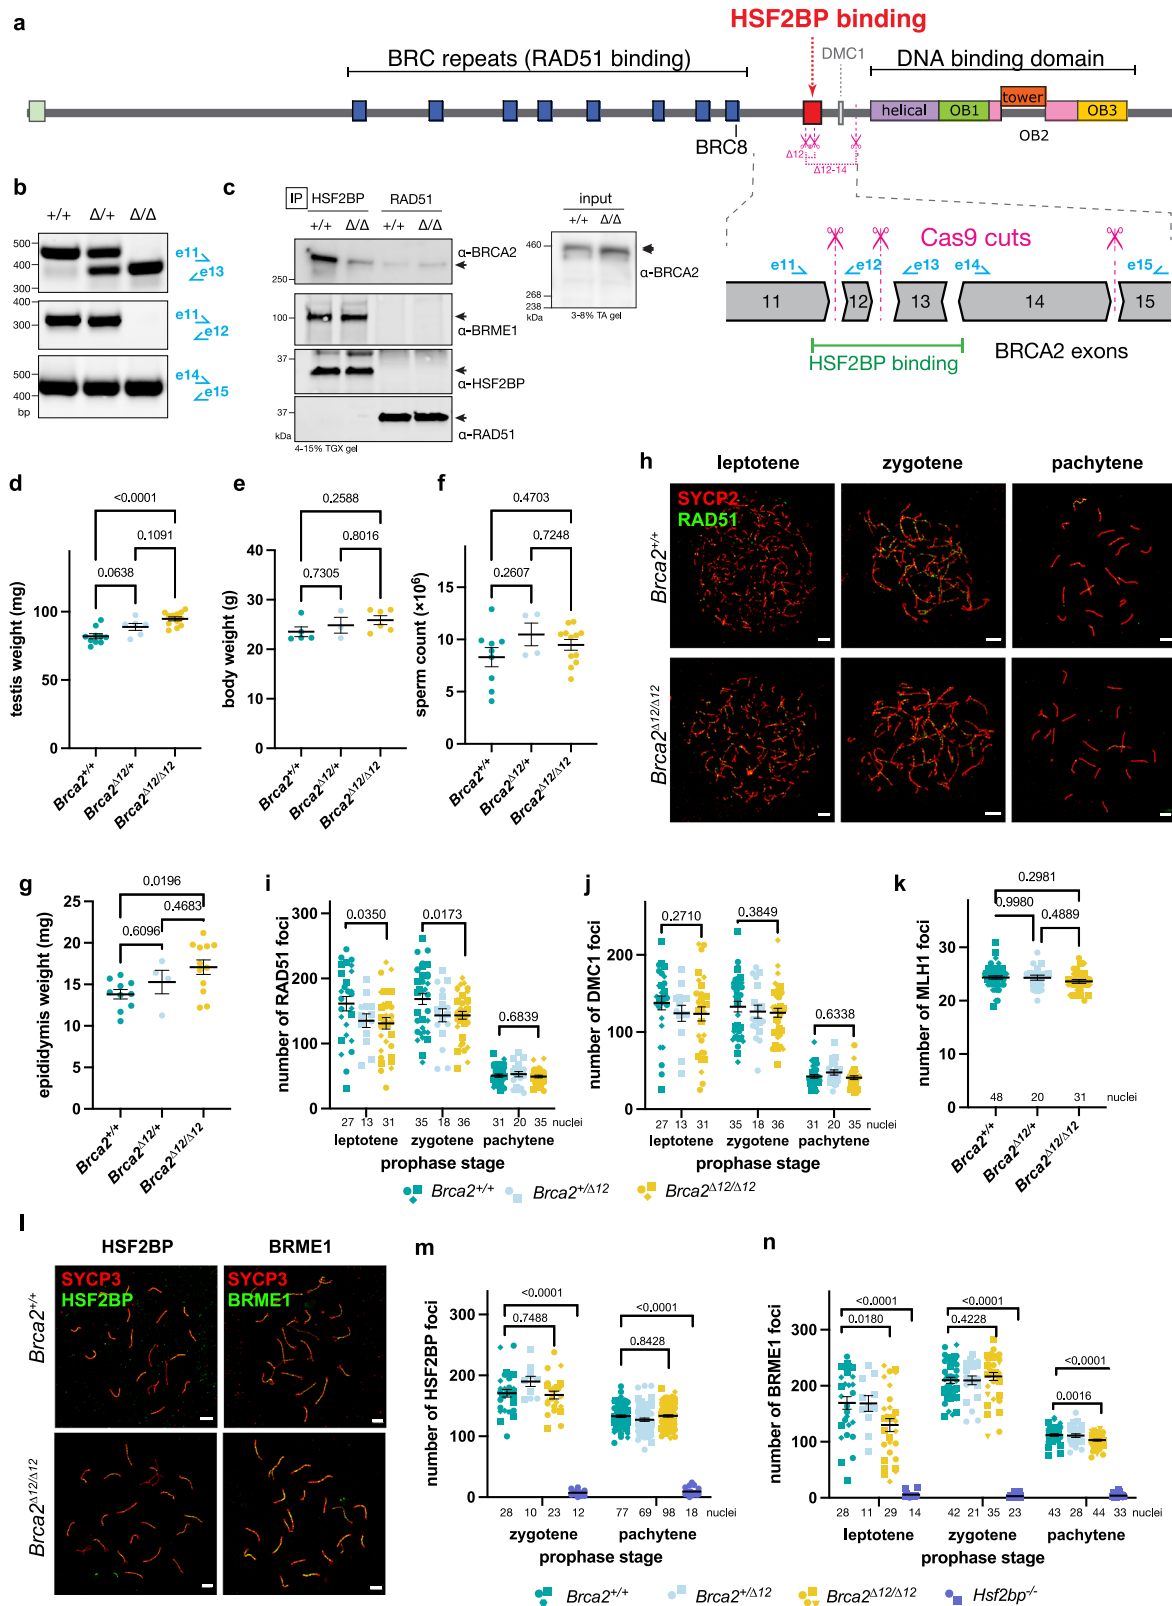 a
HSF2BP binding
BRC repeats (RAD51 binding)
DMC1
DNA binding domain
helical
OB1
tower
OB3
OB2
BRC8
Δ12
Δ12-14
Cas9 cuts
e11
e12
e13
e14
e15
11
12
13
14
15
HSF2BP binding
BRCA2 exons
b
+/+ Δ/+ Δ/Δ
500
400
300
e11
e13
300
e11
e12
500
400
bp
e14
e15
c
IP HSF2BP RAD51
+/+ Δ/Δ +/+ Δ/Δ
460
250
α-BRCA2
100
α-BRME1
37
α-HSF2BP
37
kDa
α-RAD51
4-15% TGX gel
input
+/+ Δ/Δ
460
α-BRCA2
268
238
kDa
3-8% TA gel
d
<0.0001
0.1091
0.0638
testis weight (mg)
100
50
0
Brca2+/+
Brca2Δ12/+
Brca2Δ12/Δ12
e
0.2588
0.8016
0.7305
body weight (g)
40
30
20
10
0
Brca2+/+
Brca2Δ12/+
Brca2Δ12/Δ12
f
0.4703
0.7248
0.2607
sperm count (×10⁶)
15
10
5
0
Brca2+/+
Brca2Δ12/+
Brca2Δ12/Δ12
h
leptotene zygotene pachytene
SYCP2
RAD51
Brca2+/+
Brca2Δ12/Δ12
g
0.0196
0.4683
0.6096
epididymis weight (mg)
25
20
15
10
5
0
Brca2+/+
Brca2Δ12/+
Brca2Δ12/Δ12
i
number of RAD51 foci
300
200
100
0
0.0350
0.0173
0.6839
27 13 31 35 18 36 31 20 35 nuclei
leptotene zygotene pachytene
prophase stage
j
number of DMC1 foci
200
100
0
0.2710
0.3849
0.6338
27 13 31 35 18 36 31 20 35 nuclei
leptotene zygotene pachytene
prophase stage
Brca2+/+ Brca2+/Δ12 Brca2Δ12/Δ12
k
0.2981
0.9980
0.4889
number of MLH1 foci
30
20
10
0
48 20 31 nuclei
Brca2+/+
Brca2Δ12/+
Brca2Δ12/Δ12
l
HSF2BP BRME1
SYCP3
HSF2BP
SYCP3
BRME1
Brca2+/+
Brca2Δ12/Δ12
m
number of HSF2BP foci
300
200
100
0
<0.0001
0.7488
<0.0001
0.8428
28 10 23 12 77 69 98 18 nuclei
zygotene pachytene
prophase stage
n
number of BRME1 foci
300
200
100
0
<0.0001
0.0180
<0.0001
0.4228
<0.0001
0.0016
28 11 29 14 42 21 35 23 43 28 44 33 nuclei
leptotene zygotene pachytene
prophase stage
Brca2+/+ Brca2+/Δ12 Brca2Δ12/Δ12 Hsf2bp-/-